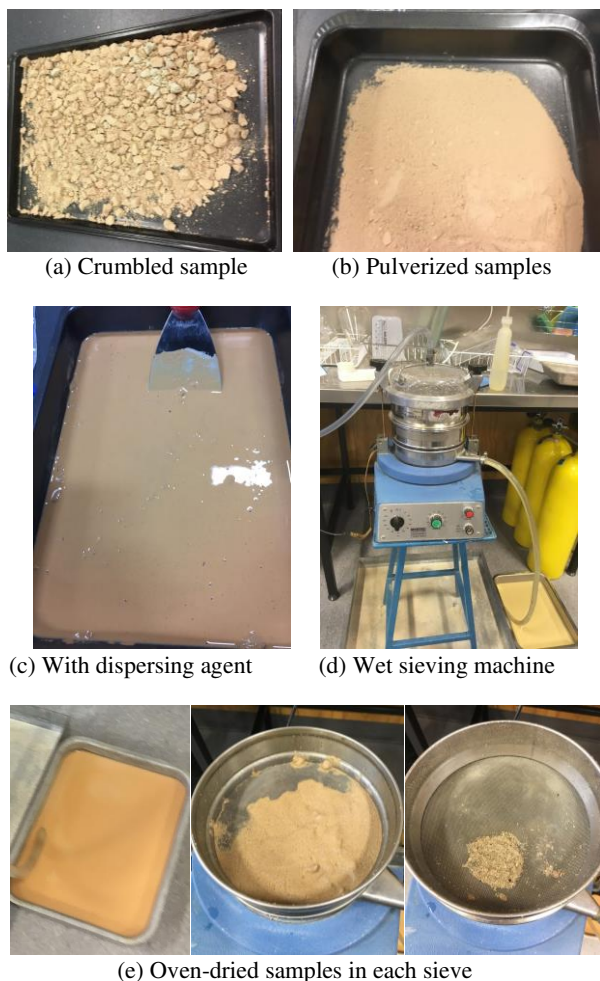 (a) Crumbled sample
(b) Pulverized samples
(c) With dispersing agent
(d) Wet sieving machine
(e) Oven-dried samples in each sieve